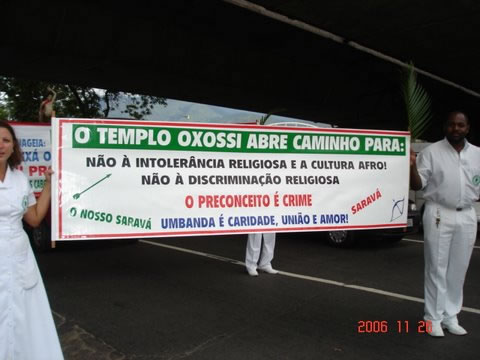 O TEMPLO OXOSSI ABRE CAMINHO PARA:
NÃO À INTOLERÂNCIA RELIGIOSA E A CULTURA AFRO!
NÃO À DISCRIMINAÇÃO RELIGIOSA
O PRECONCEITO É CRIME
SARAVÁ
O NOSSO SARAVÁ
UMBANDA É CARIDADE, UNIÃO E AMOR!
2006 11 26